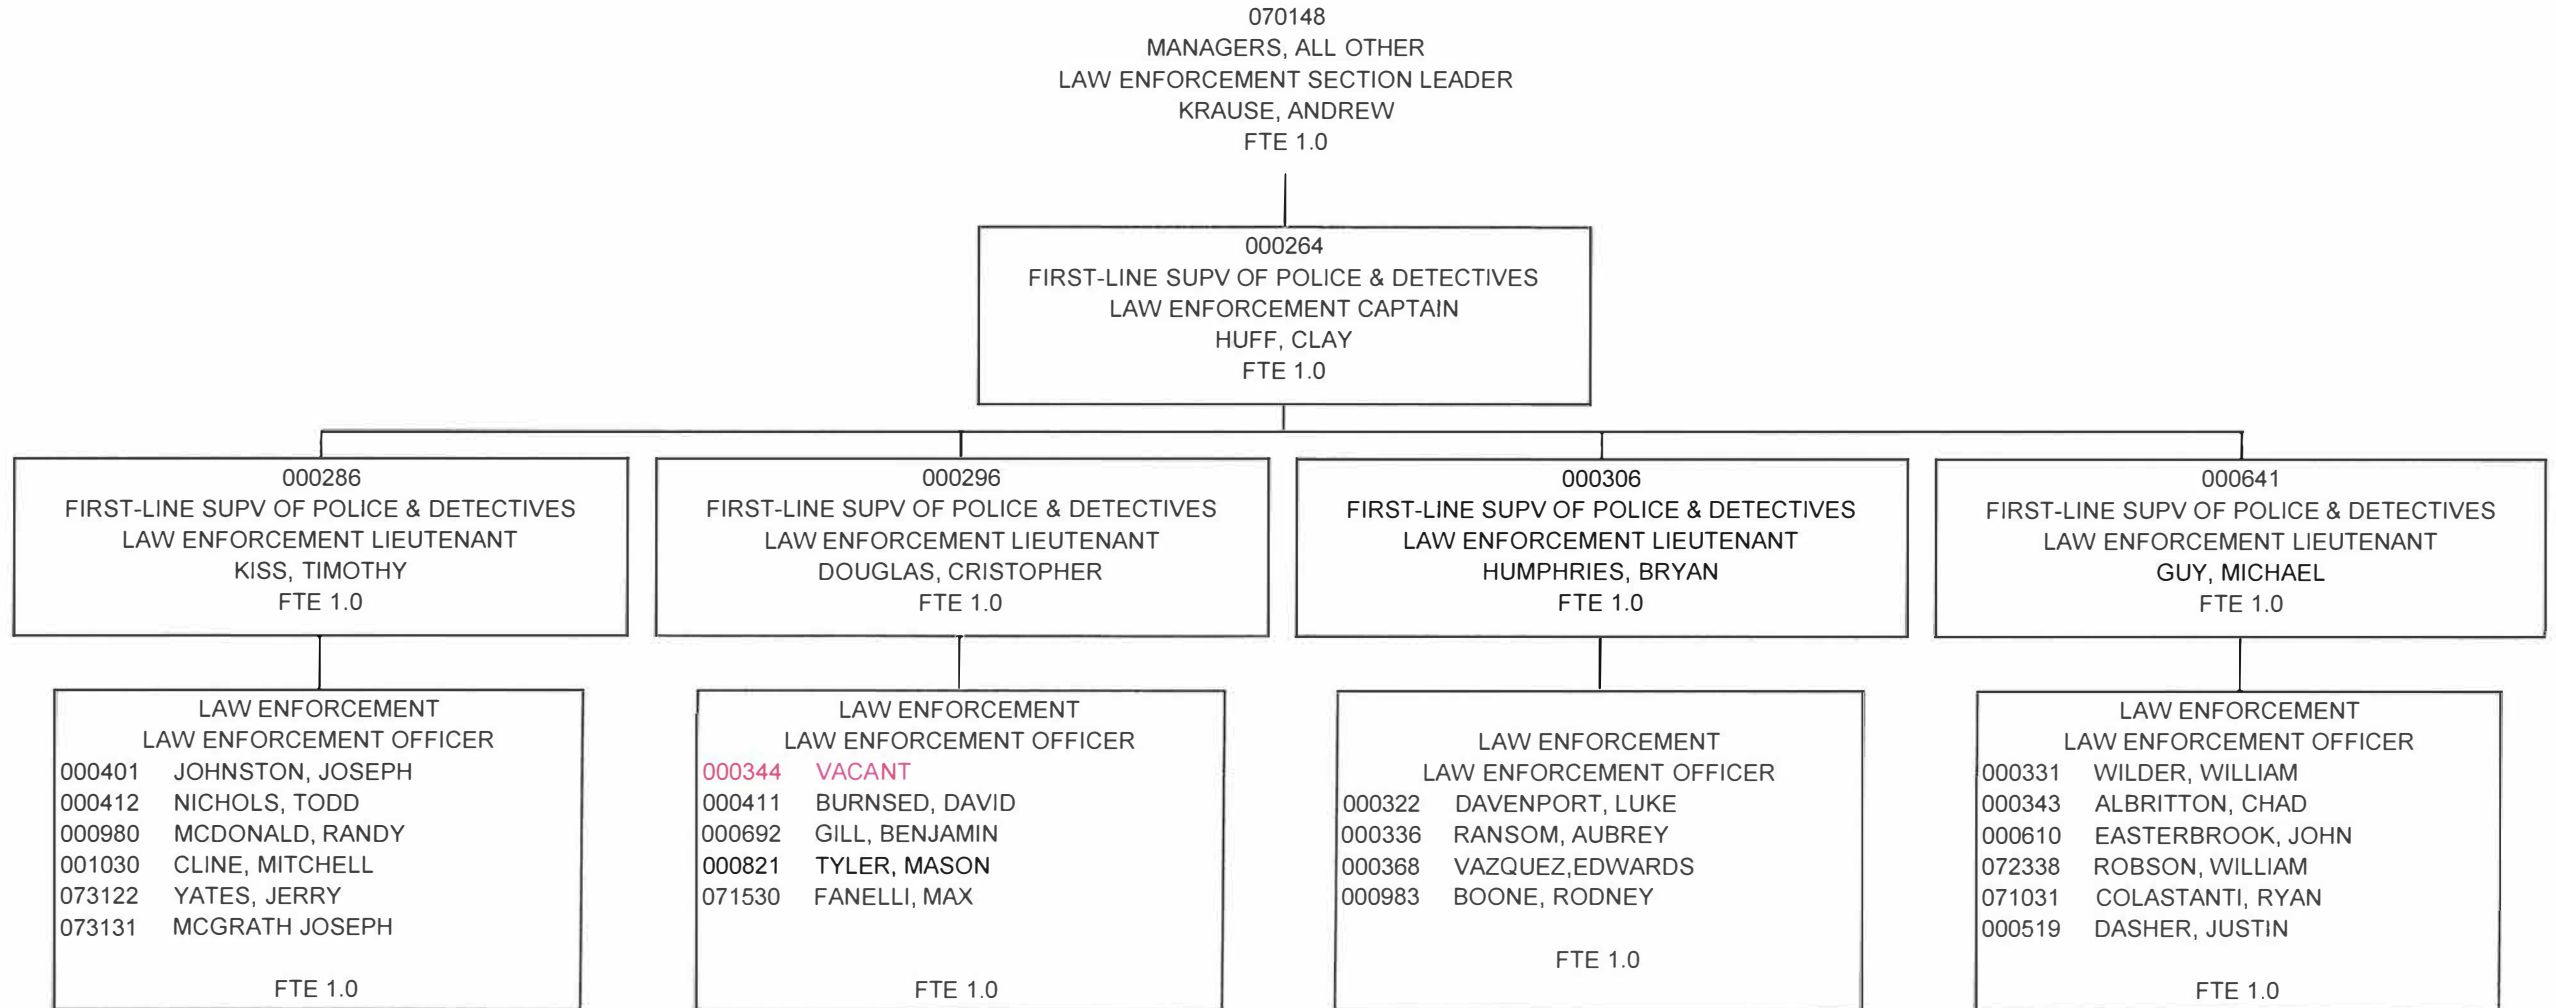 070148
MANAGERS, ALL OTHER
LAW ENFORCEMENT SECTION LEADER
KRAUSE, ANDREW
FTE 1.0
000264
FIRST-LINE SUPV OF POLICE & DETECTIVES
LAW ENFORCEMENT CAPTAIN
HUFF, CLAY
FTE 1.0
000286
FIRST-LINE SUPV OF POLICE & DETECTIVES
LAW ENFORCEMENT LIEUTENANT
KISS, TIMOTHY
FTE 1.0
000296
FIRST-LINE SUPV OF POLICE & DETECTIVES
LAW ENFORCEMENT LIEUTENANT
DOUGLAS, CRISTOPHER
FTE 1.0
000306
FIRST-LINE SUPV OF POLICE & DETECTIVES
LAW ENFORCEMENT LIEUTENANT
HUMPHRIES, BRYAN
FTE 1.0
000641
FIRST-LINE SUPV OF POLICE & DETECTIVES
LAW ENFORCEMENT LIEUTENANT
GUY, MICHAEL
FTE 1.0
LAW ENFORCEMENT
LAW ENFORCEMENT OFFICER
000401 JOHNSTON, JOSEPH
000412 NICHOLS, TODD
000980 MCDONALD, RANDY
001030 CLINE, MITCHELL
073122 YATES, JERRY
073131 MCGRATH JOSEPH
FTE 1.0
LAW ENFORCEMENT
LAW ENFORCEMENT OFFICER
000344 VACANT
000411 BURNSED, DAVID
000692 GILL, BENJAMIN
000821 TYLER, MASON
071530 FANELLI, MAX
FTE 1.0
LAW ENFORCEMENT
LAW ENFORCEMENT OFFICER
000322 DAVENPORT, LUKE
000336 RANSOM, AUBREY
000368 VAZQUEZ,EDWARDS
000983 BOONE, RODNEY
FTE 1.0
LAW ENFORCEMENT
LAW ENFORCEMENT OFFICER
000331 WILDER, WILLIAM
000343 ALBRITTON, CHAD
000610 EASTERBROOK, JOHN
072338 ROBSON, WILLIAM
071031 COLASTANTI, RYAN
000519 DASHER, JUSTIN
FTE 1.0